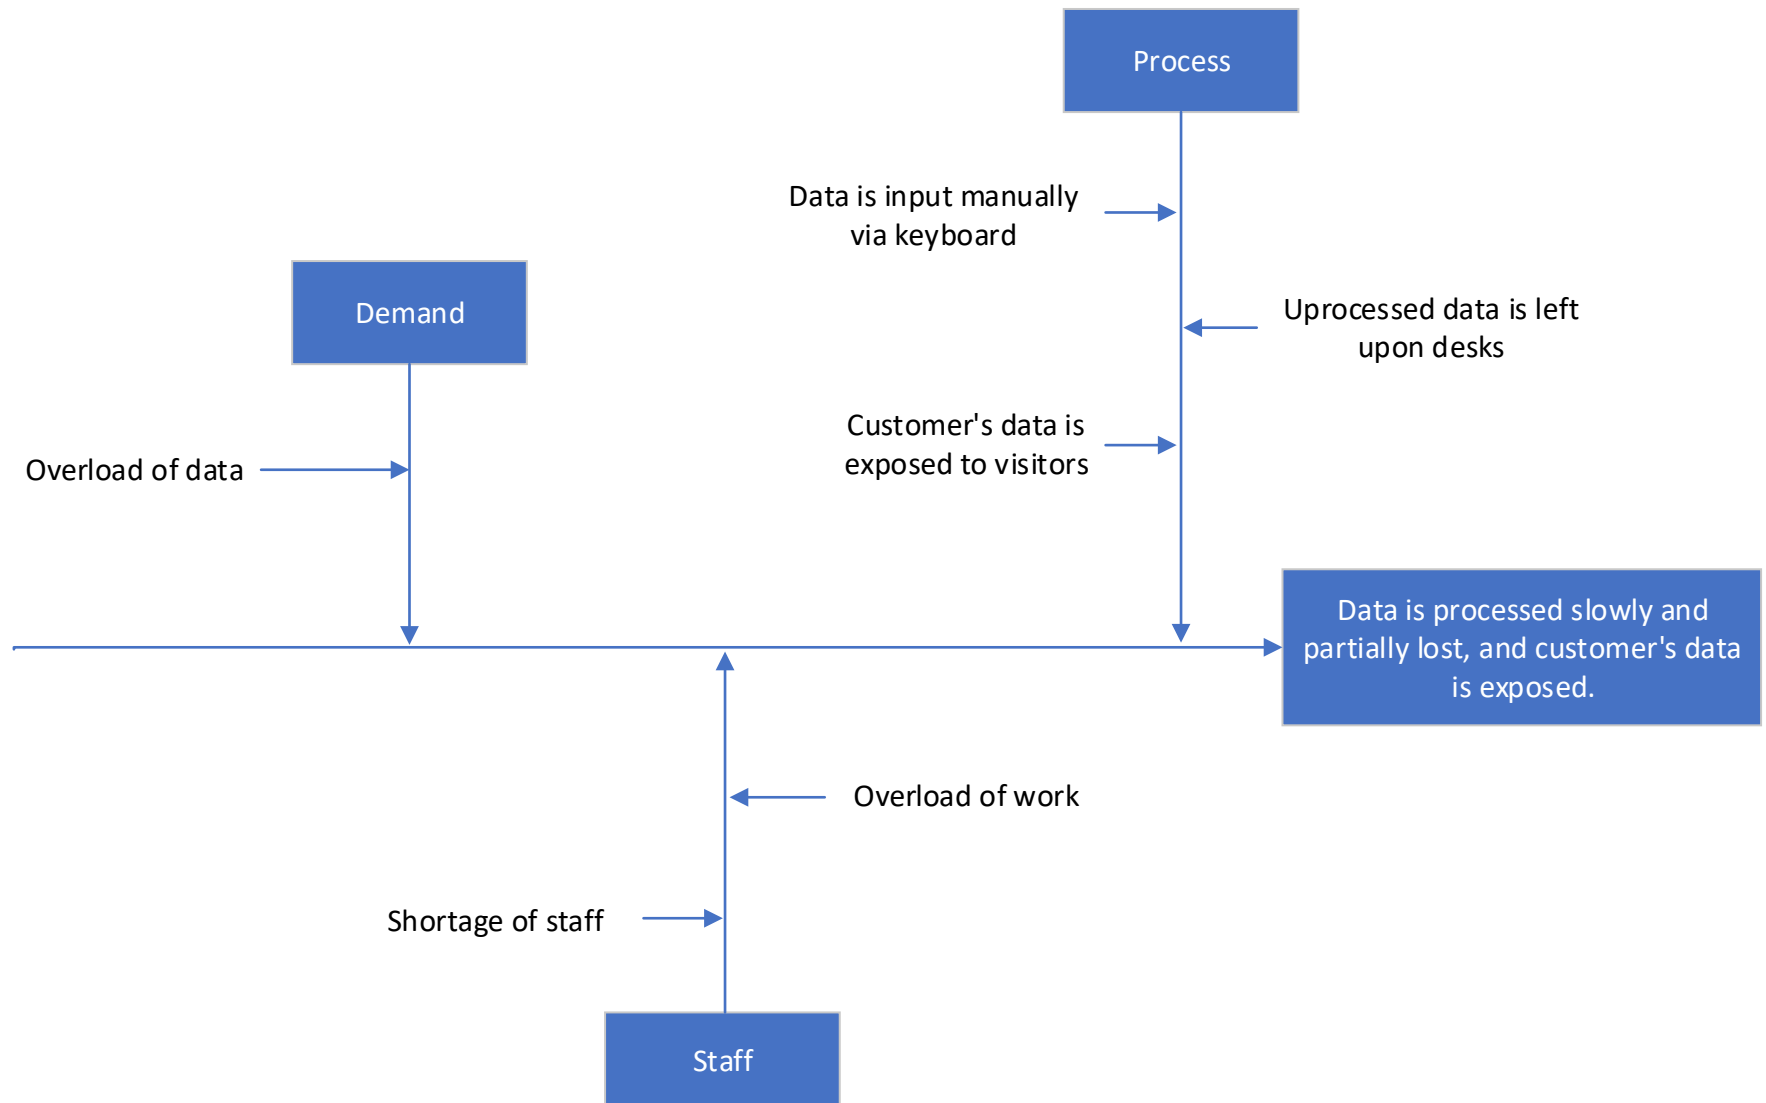 Process
Data is input manually
via keyboard
Demand
Uprocessed data is left
upon desks
Customer's data is
exposed to visitors
Overload of data
Data is processed slowly and
partially lost, and customer's data
is exposed.
Overload of work
Shortage of staff
Staff